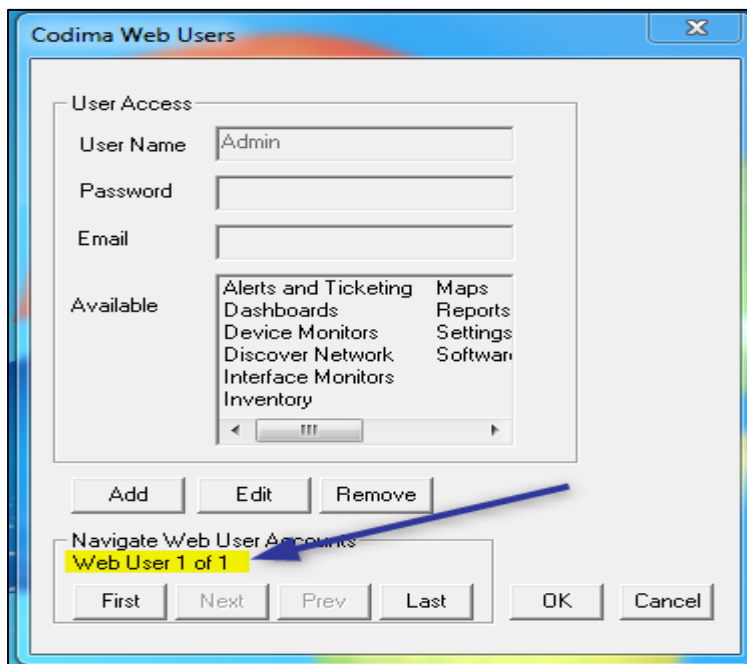 Codima Web Users
User Access
User Name Admin
Password
Email
Available
Alerts and Ticketing Maps
Dashboards Reports
Device Monitors Settings
Discover Network Softwar
Interface Monitors
Inventory
Add Edit Remove
Navigate Web User Accounts
Web User 1 of 1
First Next Prev Last OK Cancel